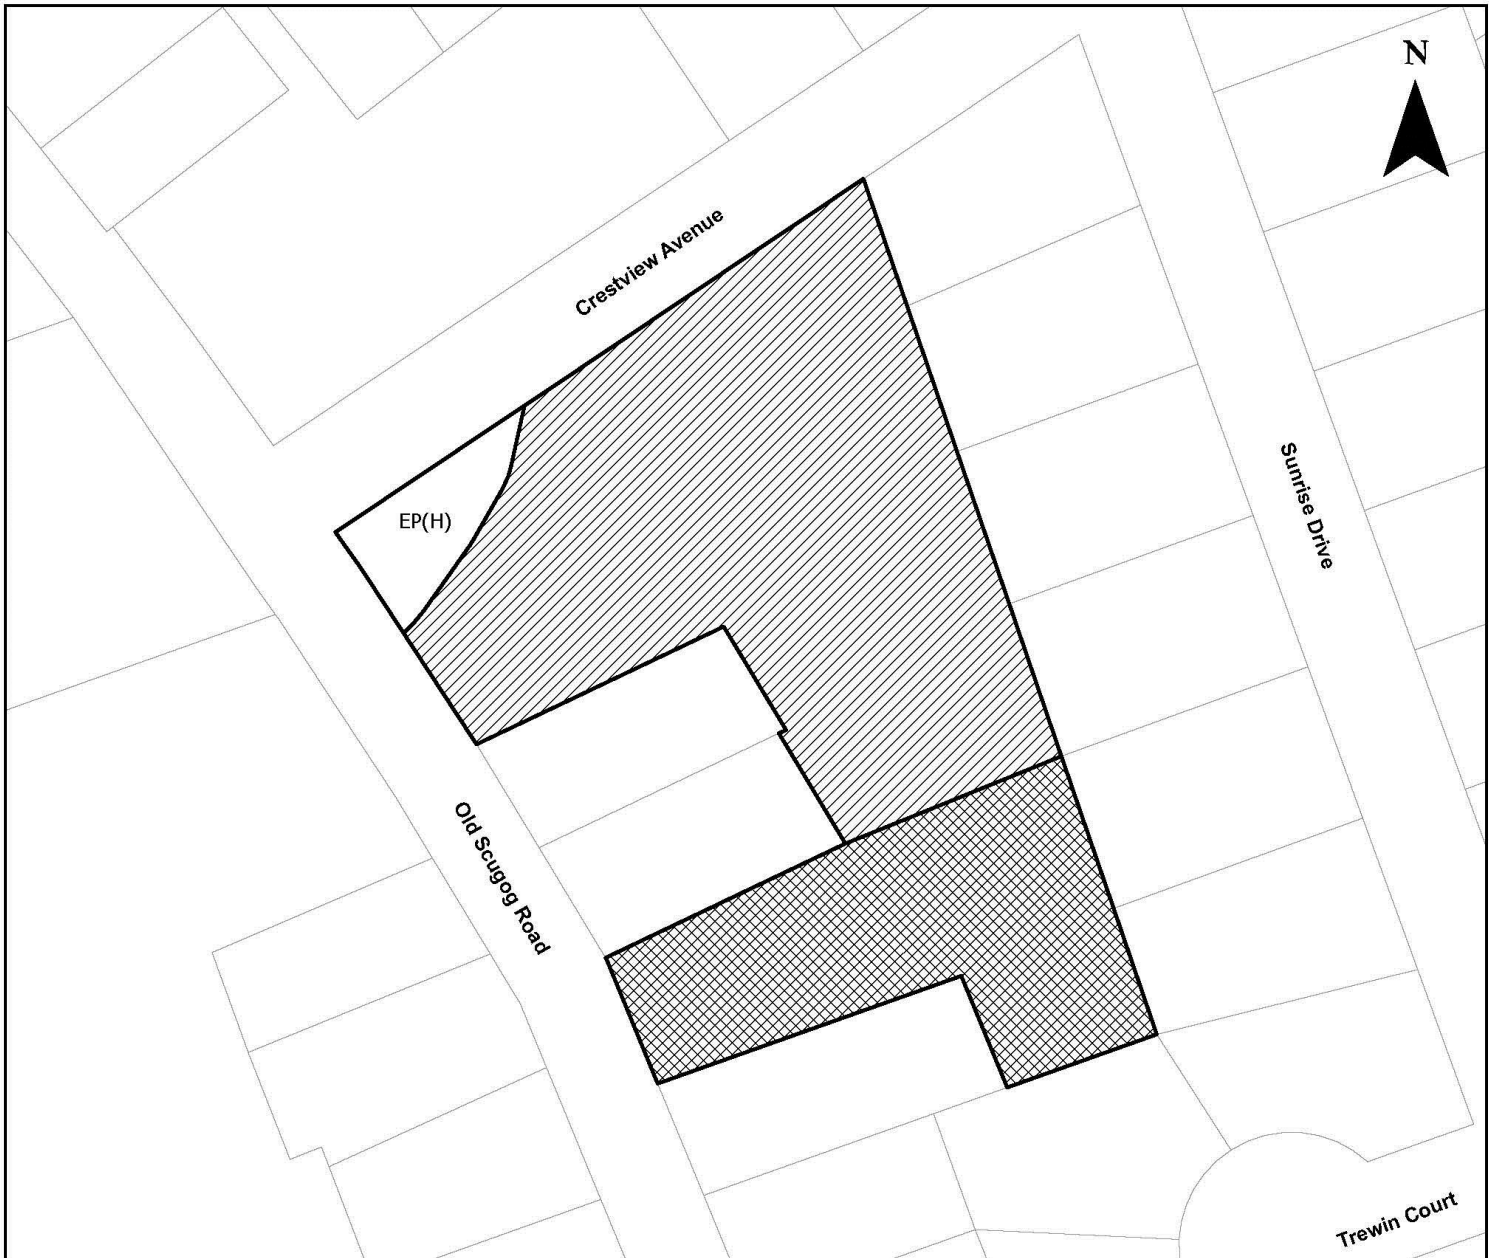 N
Crestview Avenue
Sunrise Drive
EP(H)
Old Scugog Road
Trewin Court